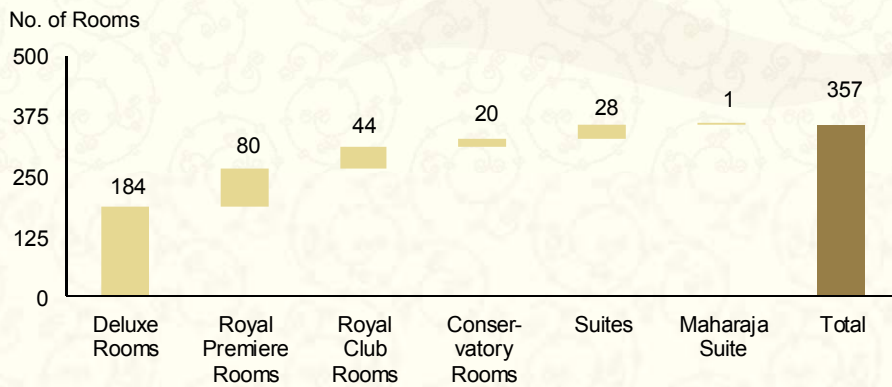 No. of Rooms
500
375
250
125
0
184
80
44
20
28
1
357
Deluxe
Rooms
Royal
Premiere
Rooms
Royal
Club
Rooms
Conser-
vatory
Rooms
Suites
Maharaja
Suite
Total